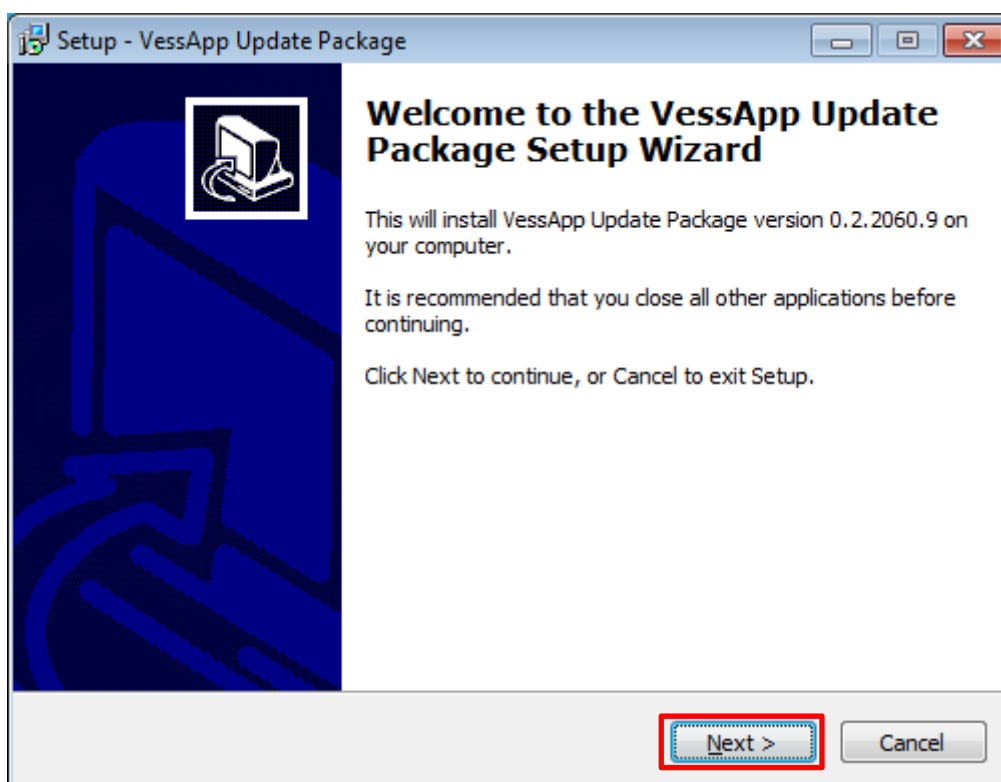 Setup - VessApp Update Package
Welcome to the VessApp Update
Package Setup Wizard
This will install VessApp Update Package version 0.2.2060.9 on
your computer.
It is recommended that you close all other applications before
continuing.
Click Next to continue, or Cancel to exit Setup.
Next >
Cancel